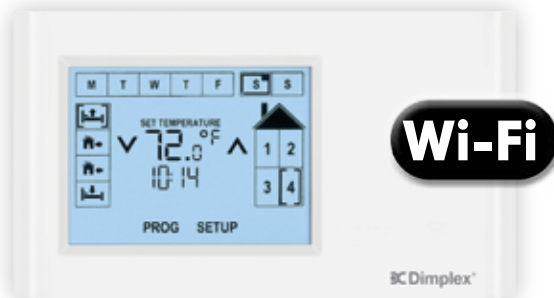 M T W T F S S
SET TEMPERATURE
72.0°F
10:14
1 2
3 4
PROG SETUP
Wi-Fi
Dimplex®